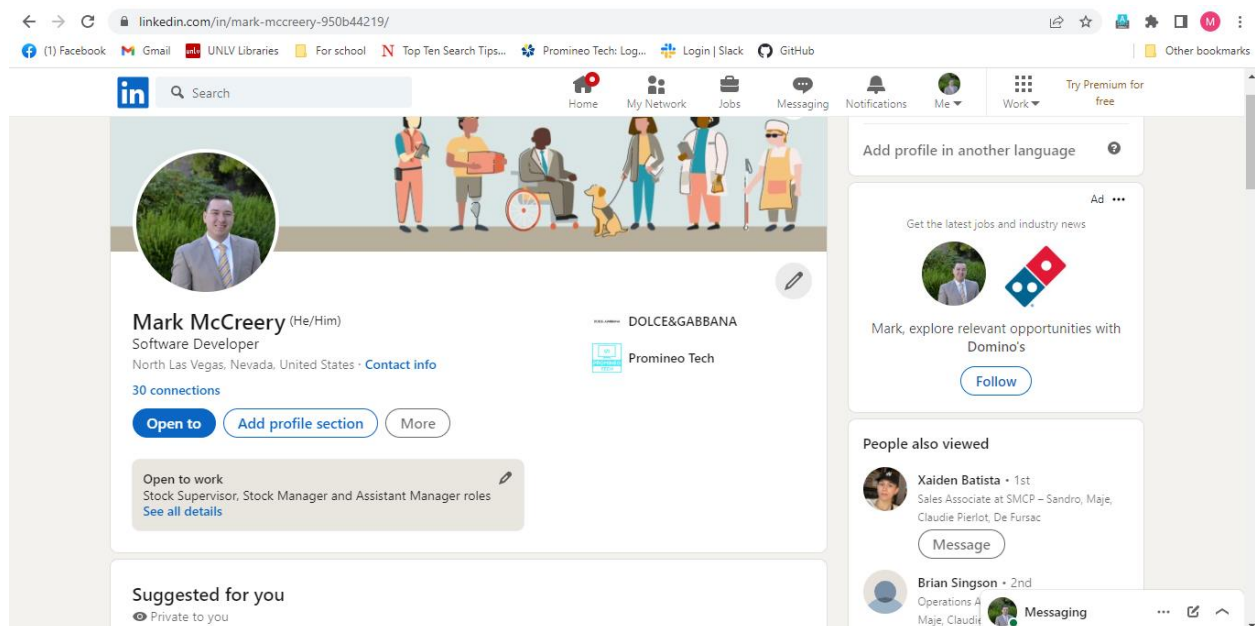 linkedin.com/in/mark-mccreery-950b44219/
M
(1) Facebook Gmail UNLV Libraries For school Top Ten Search Tips... Promineo Tech: Log... Login | Slack GitHub Other bookmarks
in Search Home My Network Jobs Messaging Notifications Me Work Try Premium for
free
Mark McCreery (He/Him)
Software Developer
North Las Vegas, Nevada, United States · Contact info
30 connections
Open to Add profile section More
DOLCE&GABBANA
Promineo Tech
Open to work
Stock Supervisor, Stock Manager and Assistant Manager roles
See all details
Suggested for you
Private to you
Add profile in another language ?
Ad
Get the latest jobs and industry news
Mark, explore relevant opportunities with
Domino's
Follow
People also viewed
Xaiden Batista · 1st
Sales Associate at SMCP – Sandro, Maje,
Claudie Pierlot, De Fursac
Message
Brian Singson · 2nd
Operations A
Maje, Claudie
Messaging